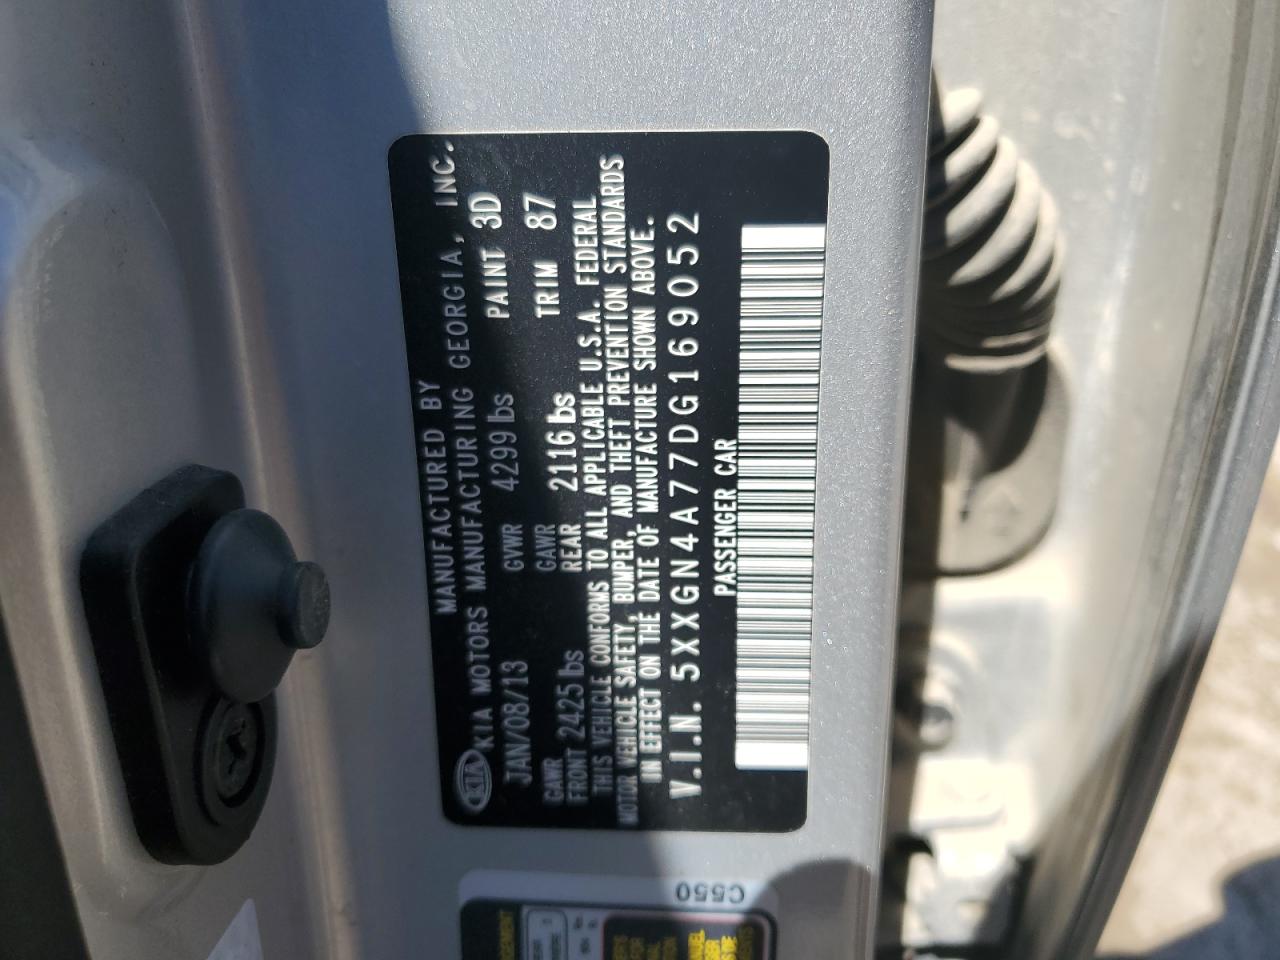 MANUFACTURED BY
KIA KIA MOTORS MANUFACTURING GEORGIA, INC.
JAN/08/13 GVWR 4299 lbs PAINT 3D
GAWR FRONT 2425 lbs GAWR REAR 2116 lbs TRIM 87
THIS VEHICLE CONFORMS TO ALL APPLICABLE U.S.A. FEDERAL
MOTOR VEHICLE SAFETY, BUMPER, AND THEFT PREVENTION STANDARDS
IN EFFECT ON THE DATE OF MANUFACTURE SHOWN ABOVE.
V.I.N. 5XXGN4A77DG169052
PASSENGER CAR
C550